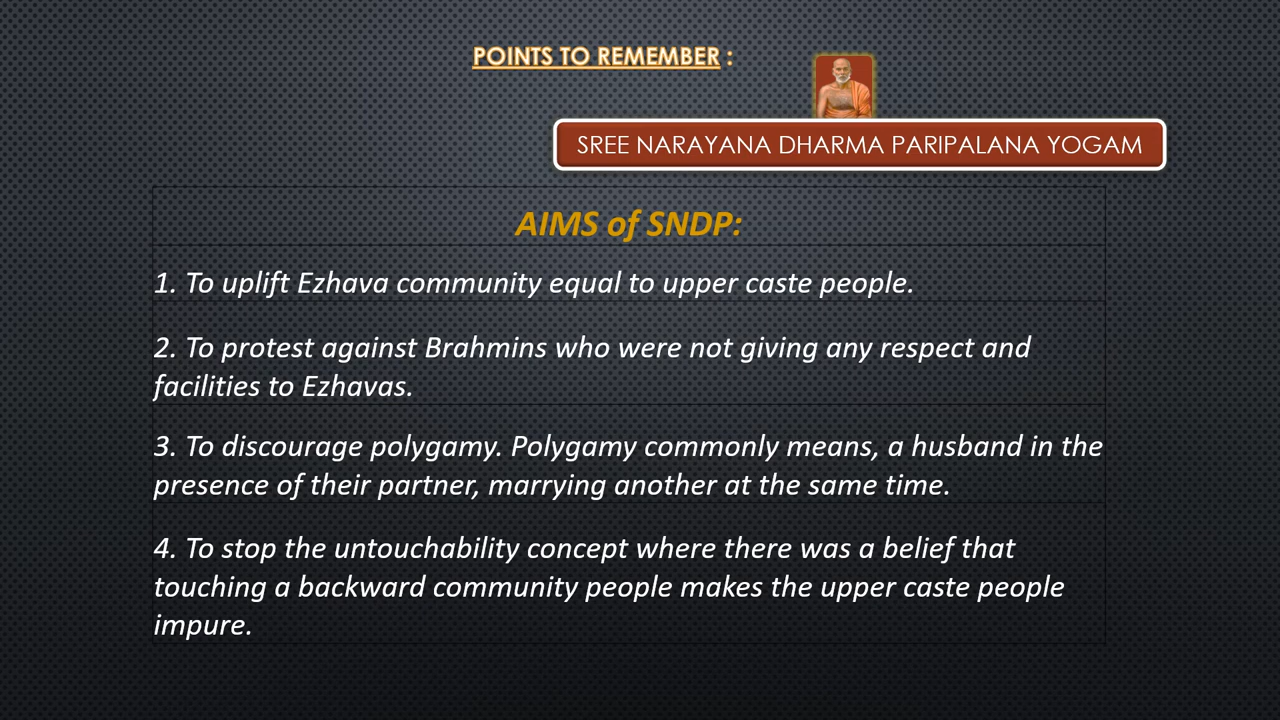 POINTS TO REMEMBER :
SREE NARAYANA DHARMA PARIPALANA YOGAM
AIMS of SNDP:
1. To uplift Ezhava community equal to upper caste people.
2. To protest against Brahmins who were not giving any respect and
facilities to Ezhavas.
3. To discourage polygamy. Polygamy commonly means, a husband in the
presence of their partner, marrying another at the same time.
4. To stop the untouchability concept where there was a belief that
touching a backward community people makes the upper caste people
impure.